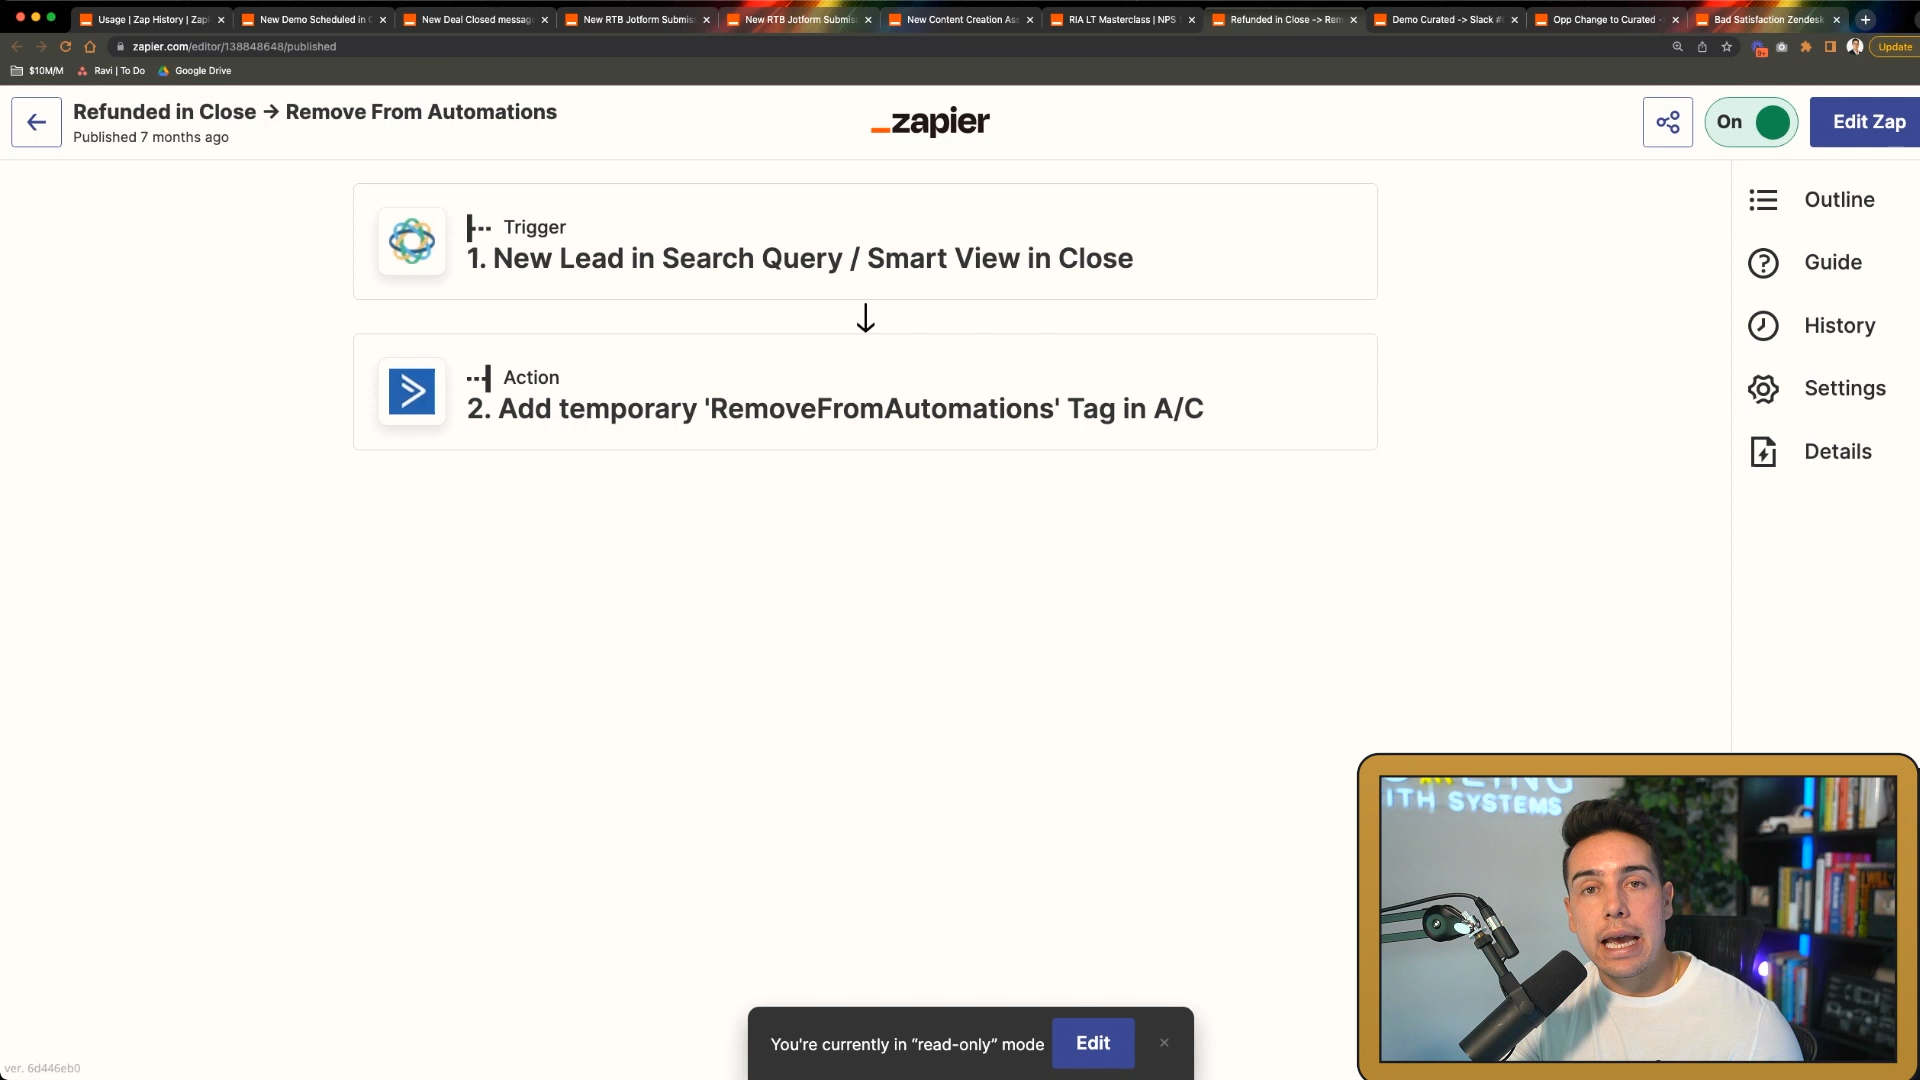 Usage | Zap History | Zapi
New Demo Scheduled in C
New Deal Closed messag
New RTB Jotform Submis
New RTB Jotform Submis
New Content Creation As
RIA LT Masterclass | NPS
Refunded in Close -> Rem
Demo Curated -> Slack #
Opp Change to Curated -
Bad Satisfaction Zendesk
zapier.com/editor/138848648/published
Update
$10M/M
Ravi | To Do
Google Drive
Refunded in Close → Remove From Automations
Published 7 months ago
zapier
On
Edit Zap
Trigger
1. New Lead in Search Query / Smart View in Close
Action
2. Add temporary 'RemoveFromAutomations' Tag in A/C
Outline
Guide
History
Settings
Details
ITH SYSTEMS
You're currently in “read-only” mode
Edit
ver. 6d446eb0